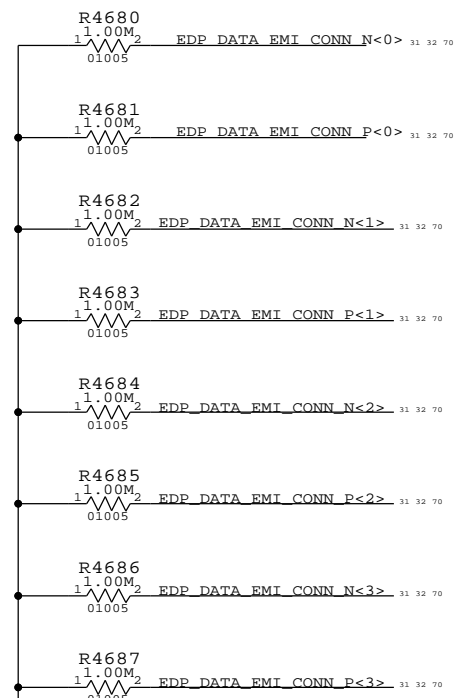 R4680
1.00M
1 2 EDP_DATA_EMI_CONN_N<0> 31 32 70
01005
R4681
1.00M
1 2 EDP_DATA_EMI_CONN_P<0> 31 32 70
01005
R4682
1.00M
1 2 EDP_DATA_EMI_CONN_N<1> 31 32 70
01005
R4683
1.00M
1 2 EDP_DATA_EMI_CONN_P<1> 31 32 70
01005
R4684
1.00M
1 2 EDP_DATA_EMI_CONN_N<2> 31 32 70
01005
R4685
1.00M
1 2 EDP_DATA_EMI_CONN_P<2> 31 32 70
01005
R4686
1.00M
1 2 EDP_DATA_EMI_CONN_N<3> 31 32 70
01005
R4687
1.00M
1 2 EDP_DATA_EMI_CONN_P<3> 31 32 70